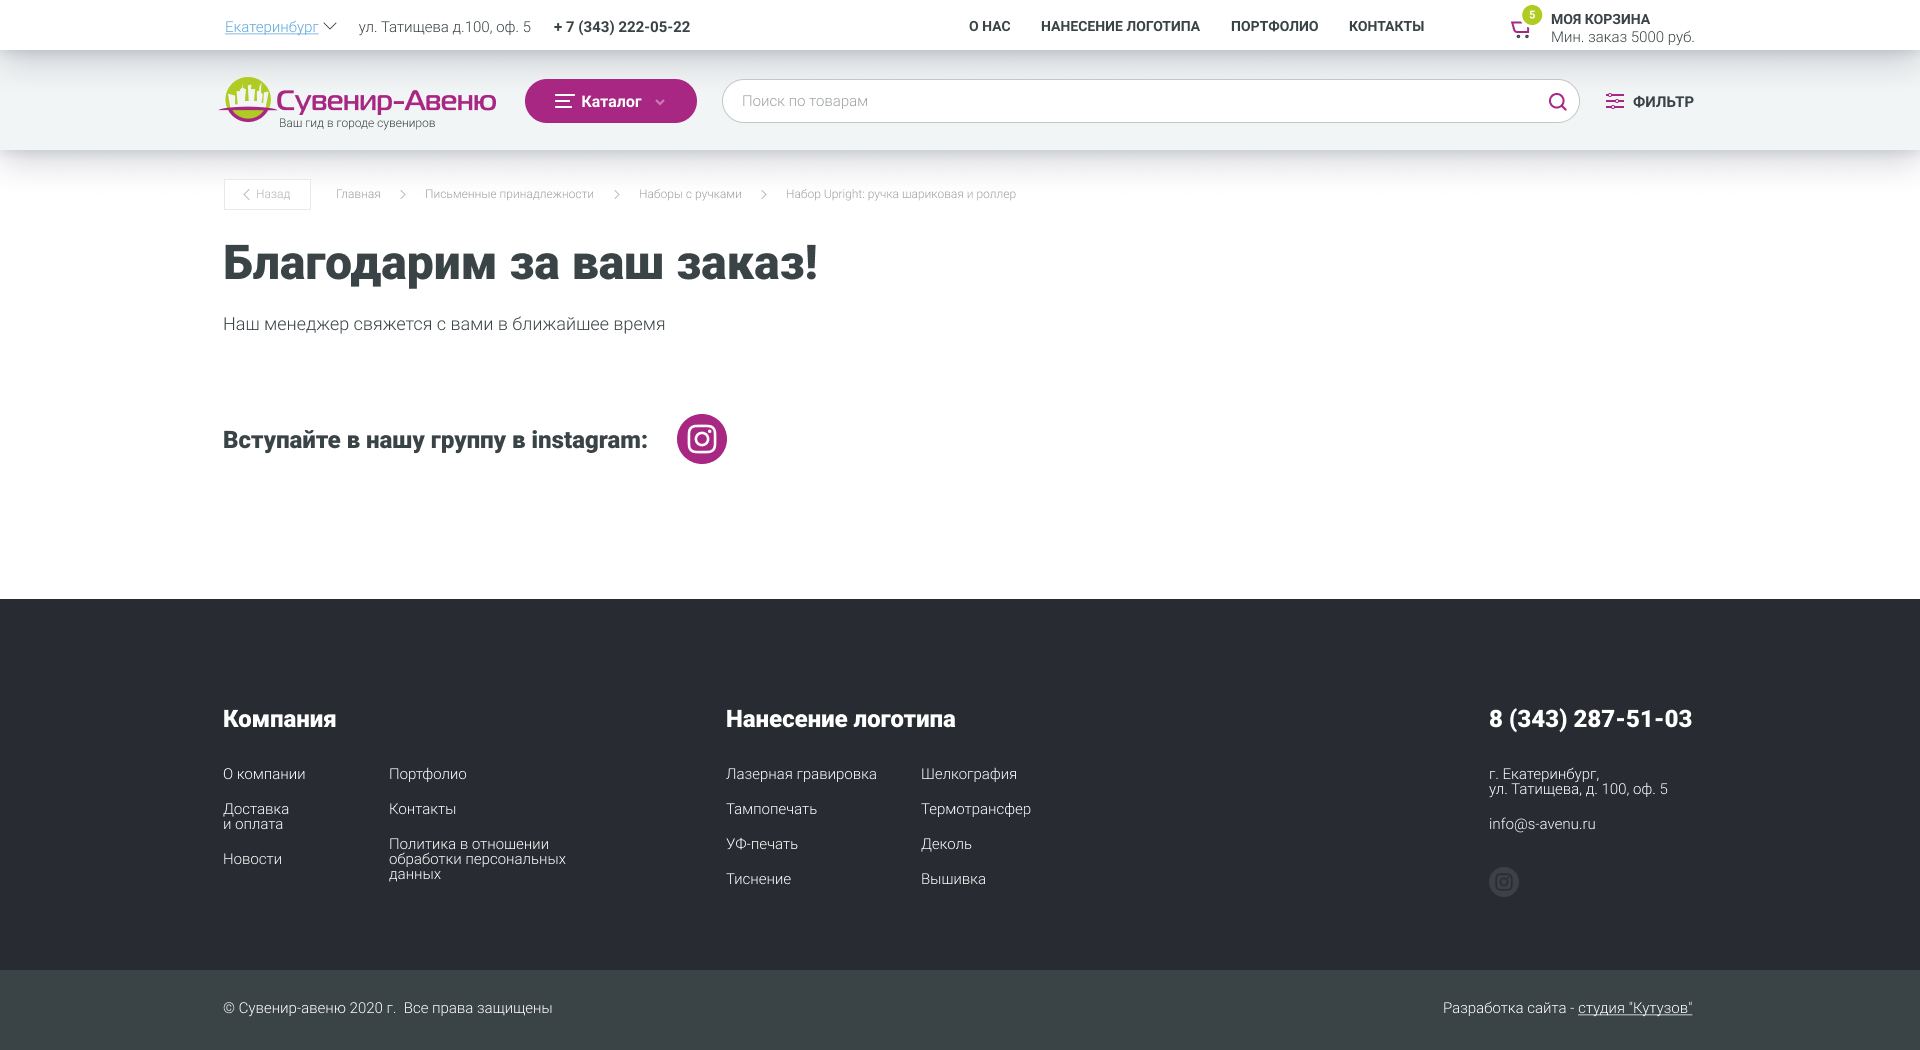 Екатеринбург
ул. Татищева д.100, оф. 5
+ 7 (343) 222-05-22
О НАС
НАНЕСЕНИЕ ЛОГОТИПА
ПОРТФОЛИО
КОНТАКТЫ
5
МОЯ КОРЗИНА
Мин. заказ 5000 руб.
Сувенир-Авеню
Ваш гид в городе сувениров
Каталог
Поиск по товарам
ФИЛЬТР
Назад
Главная
Письменные принадлежности
Наборы с ручками
Набор Upright: ручка шариковая и роллер
Благодарим за ваш заказ!
Наш менеджер свяжется с вами в ближайшее время
Вступайте в нашу группу в instagram:
Компания
О компании
Доставка
и оплата
Новости
Портфолио
Контакты
Политика в отношении
обработки персональных
данных
Нанесение логотипа
Лазерная гравировка
Тампопечать
УФ-печать
Тиснение
Шелкография
Термотрансфер
Деколь
Вышивка
8 (343) 287-51-03
г. Екатеринбург,
ул. Татищева, д. 100, оф. 5
info@s-avenu.ru
© Сувенир-авеню 2020 г.  Все права защищены
Разработка сайта - студия "Кутузов"